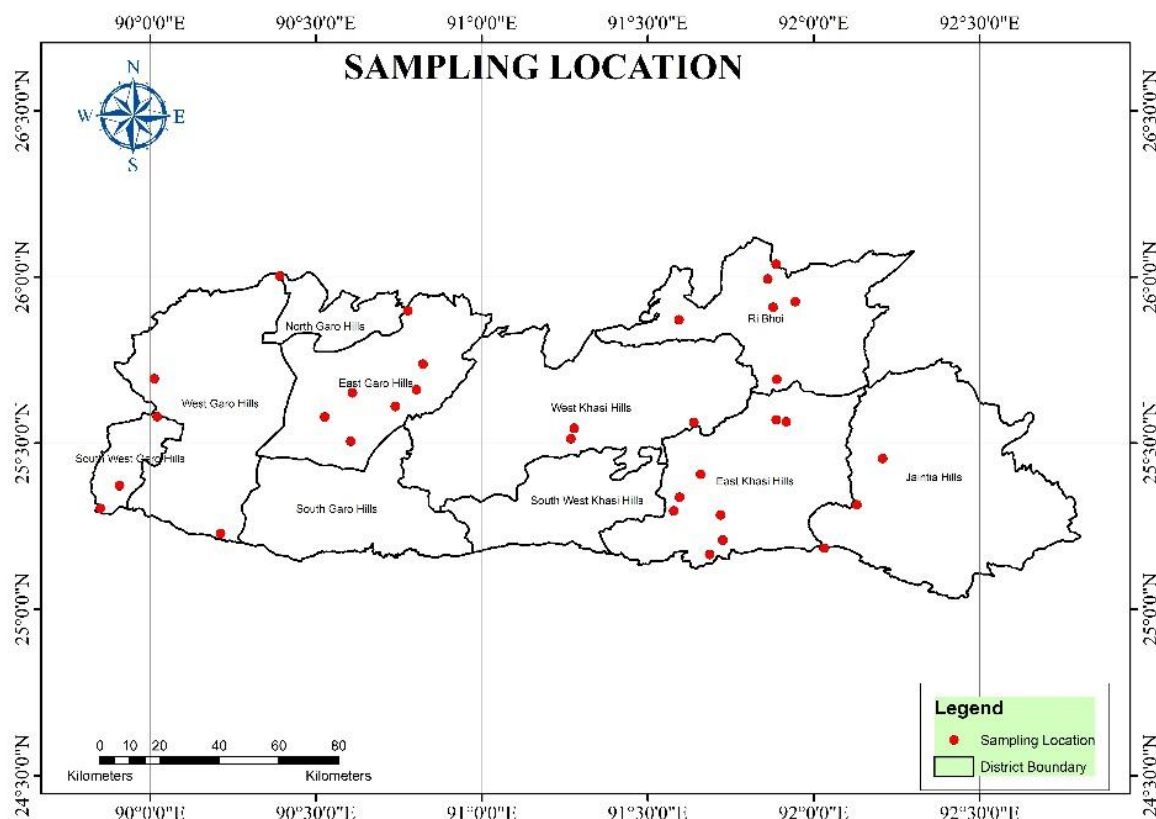 90°0'0"E 90°30'0"E 91°0'0"E 91°30'0"E 92°0'0"E 92°30'0"E
SAMPLING LOCATION
N
W E
S
26°30'0"N 26°30'0"N
26°0'0"N 26°0'0"N
North Garo Hills
Ri Bhoi
East Garo Hills
West Garo Hills
West Khasi Hills
25°30'0"N 25°30'0"N
South West Garo Hills
East Khasi Hills
Jaintia Hills
South West Khasi Hills
South Garo Hills
25°0'0"N 25°0'0"N
Legend
Sampling Location
District Boundary
0 10 20 40 60 80
Kilometers Kilometers
24°30'0"N 24°30'0"N
90°0'0"E 90°30'0"E 91°0'0"E 91°30'0"E 92°0'0"E 92°30'0"E